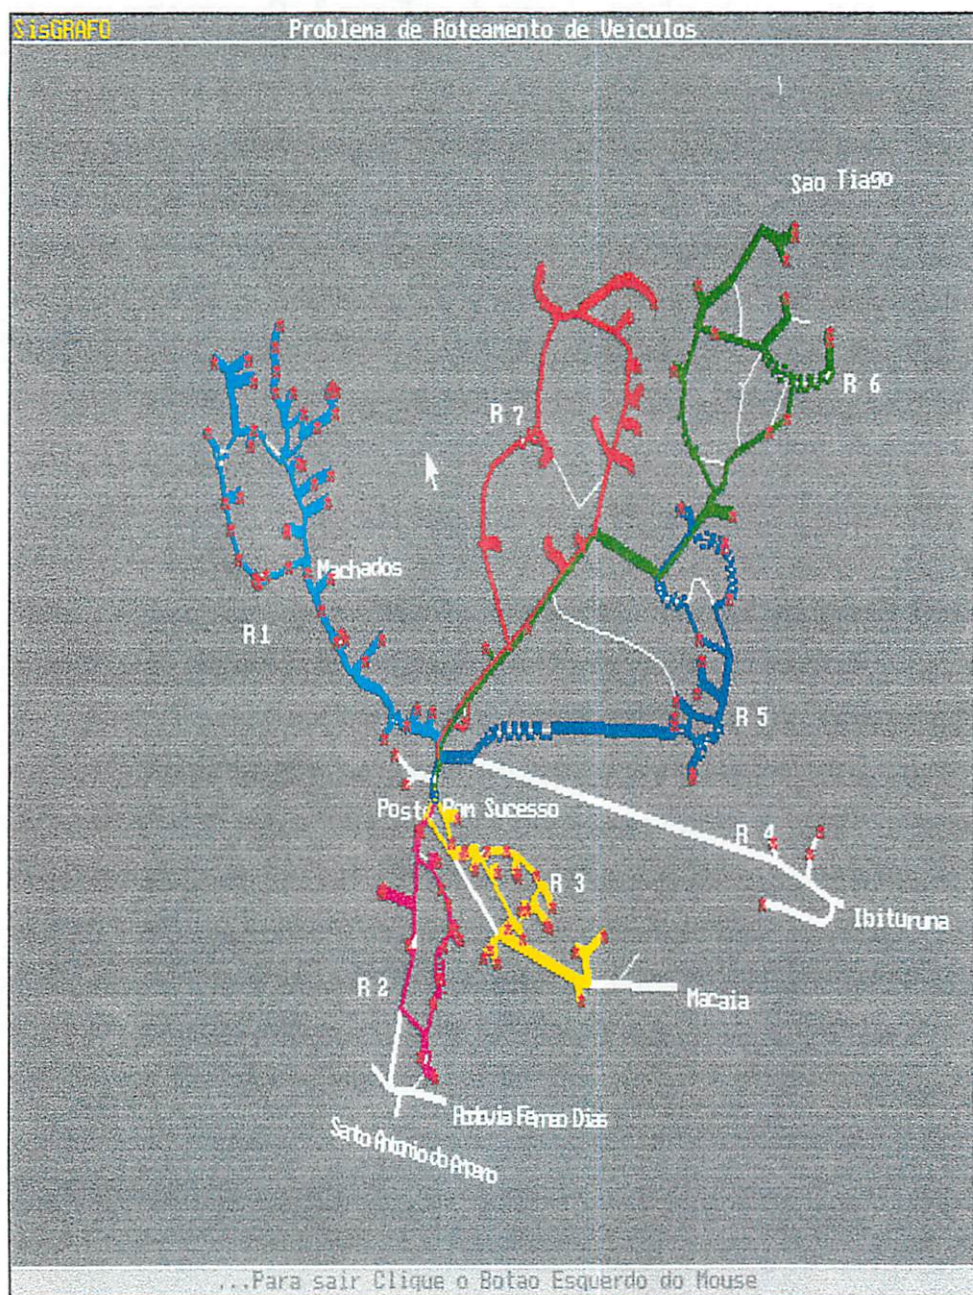 SisGRAFO
Problema de Roteamento de Veiculos
Sao Tiago
R 6
R 7
Machados
R 1
R 5
Posto Bom Sucesso
R 4
R 3
Ibituruna
R 2
Macaia
Rodovia Fernao Dias
Santo Antonio do Amparo
...Para sair Clique o Botao Esquerdo do Mouse